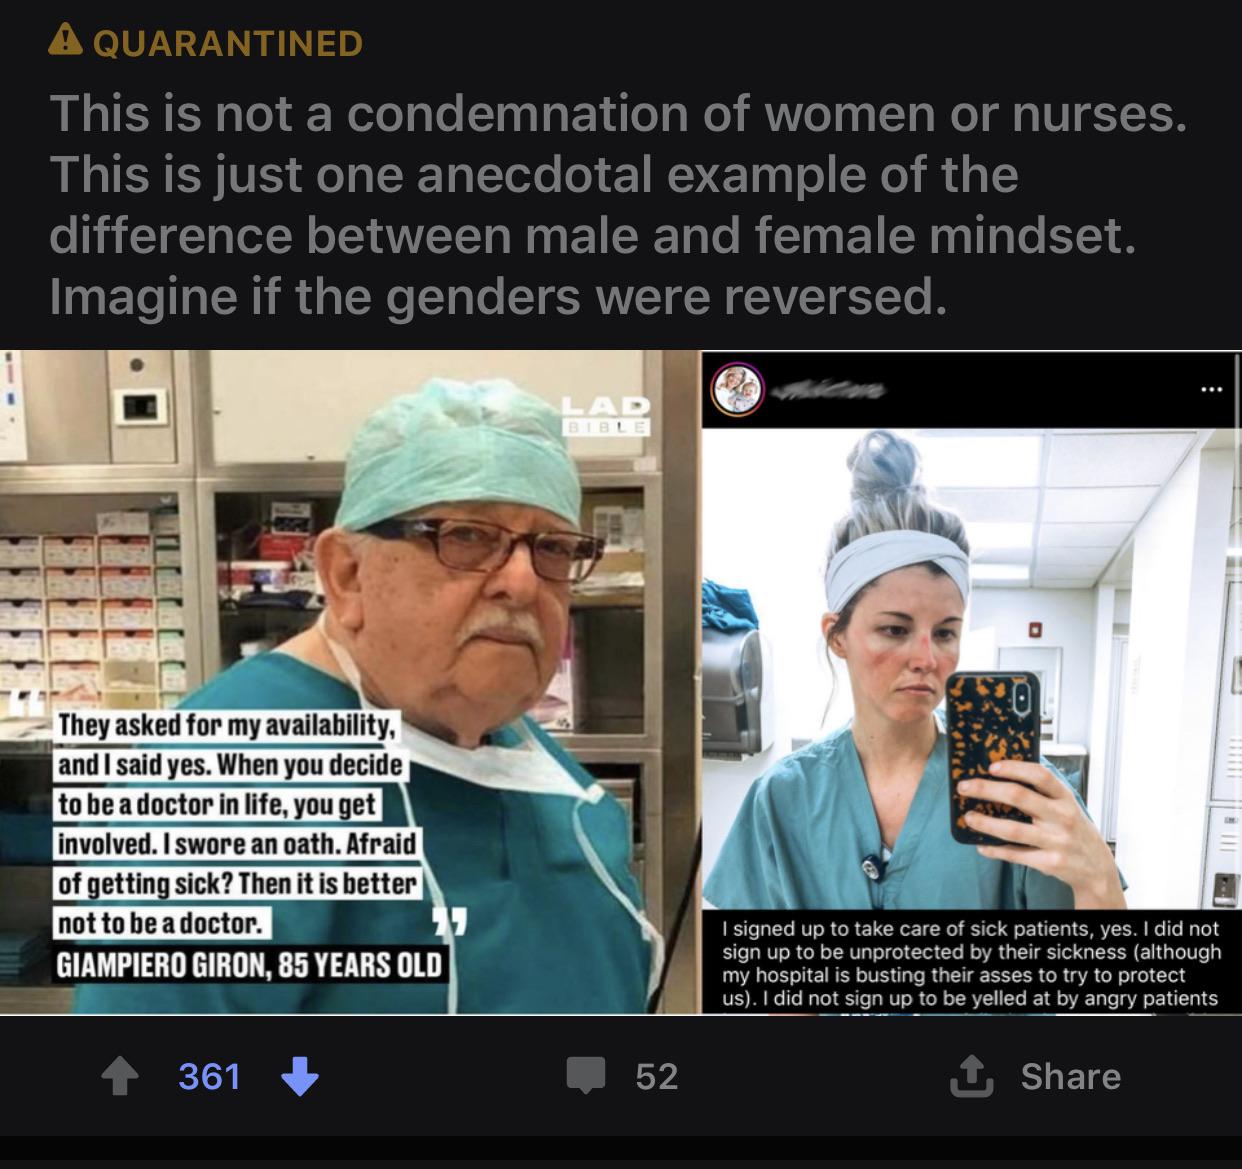 QUARANTINED
This is not a condemnation of women or nurses.
This is just one anecdotal example of the
difference between male and female mindset.
Imagine if the genders were reversed.
LAD
BIBLE
“
They asked for my availability,
and I said yes. When you decide
to be a doctor in life, you get
involved. I swore an oath. Afraid
of getting sick? Then it is better
not to be a doctor. ”
GIAMPIERO GIRON, 85 YEARS OLD
I signed up to take care of sick patients, yes. I did not
sign up to be unprotected by their sickness (although
my hospital is busting their asses to try to protect
us). I did not sign up to be yelled at by angry patients
361
52
Share